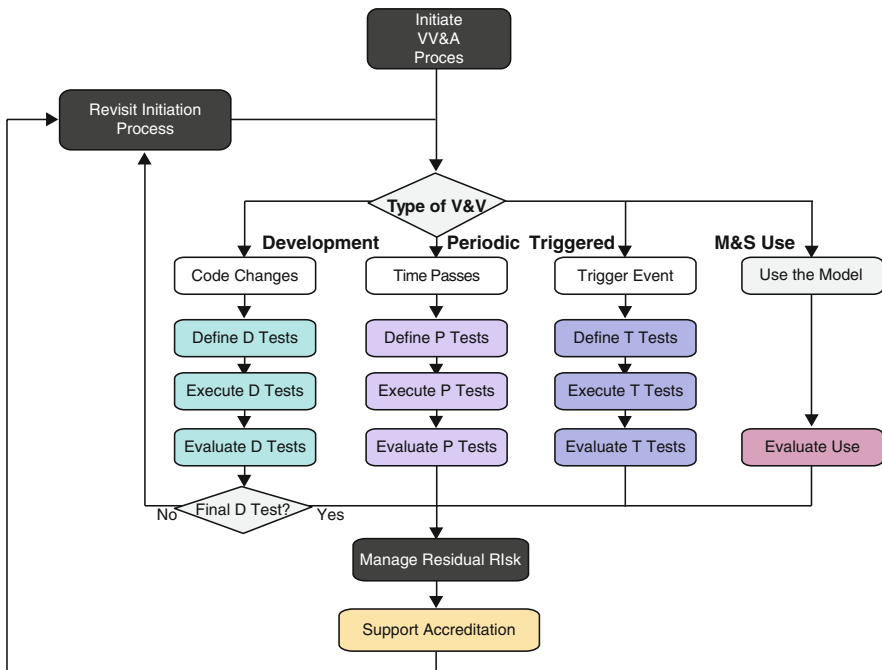 Initiate
VV&A
Proces
Revisit Initiation
Process
Type of V&V
Development
Periodic
Triggered
M&S Use
Code Changes
Time Passes
Trigger Event
Use the Model
Define D Tests
Define P Tests
Define T Tests
Execute D Tests
Execute P Tests
Execute T Tests
Evaluate D Tests
Evaluate P Tests
Evaluate T Tests
Evaluate Use
No
Final D Test?
Yes
Manage Residual RIsk
Support Accreditation